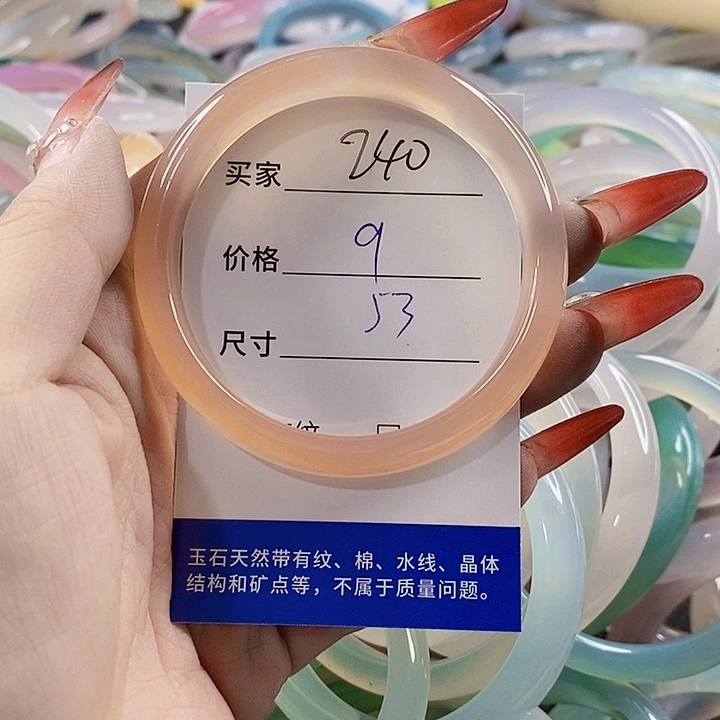 买家 240
价格 9
尺寸 53
纹
玉石天然带有纹、棉、水线、晶体
结构和矿点等，不属于质量问题。